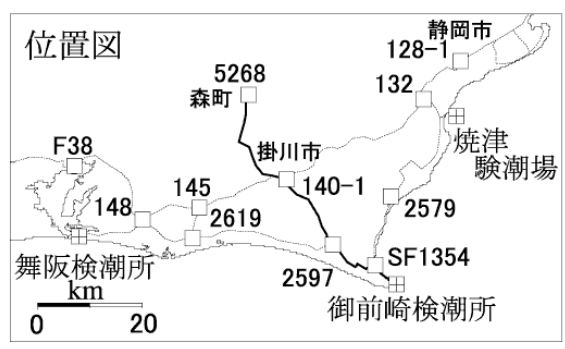 位置図
静岡市
128-1
5268
森町
132
焼津
験潮場
F38
掛川市
140-1
145
148
2619
2579
舞阪検潮所
2597
SF1354
御前崎検潮所
km
0 20